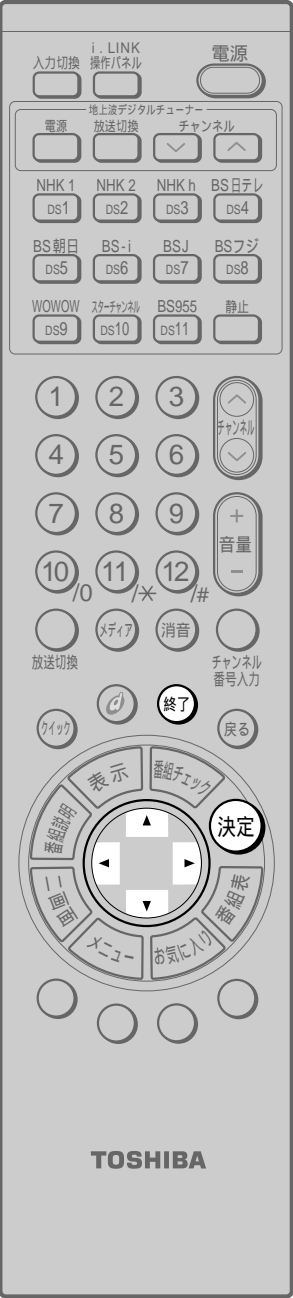 i.LINK
入力切換 操作パネル 電源
地上波デジタルチューナー
電源 放送切換 チャンネル
NHK 1 NHK 2 NHK h BS日テレ
DS1 DS2 DS3 DS4
BS朝日 BS-i BSJ BSフジ
DS5 DS6 DS7 DS8
WOWOW スターチャンネル BS955 静止
DS9 DS10 DS11
1 2 3
チャンネル
4 5 6
7 8 9 +
音量
10/0 11/* 12/# −
メディア 消音
放送切換 チャンネル
番号入力
d 終了
クイック 戻る
表示 番組チェック
番組説明 決定
二画面 番組表
メニュー お気に入り
TOSHIBA